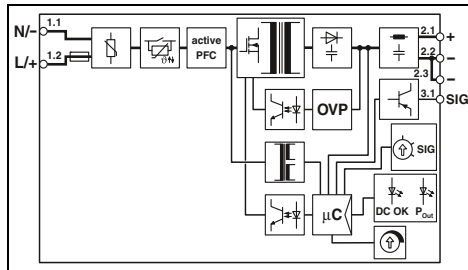 N/- 1.1
L/+ 1.2
active
PFC
2.1 +
2.2 -
2.3 -
3.1 SIG
ϑ
OVP
SIG
μC
DC OK P Out